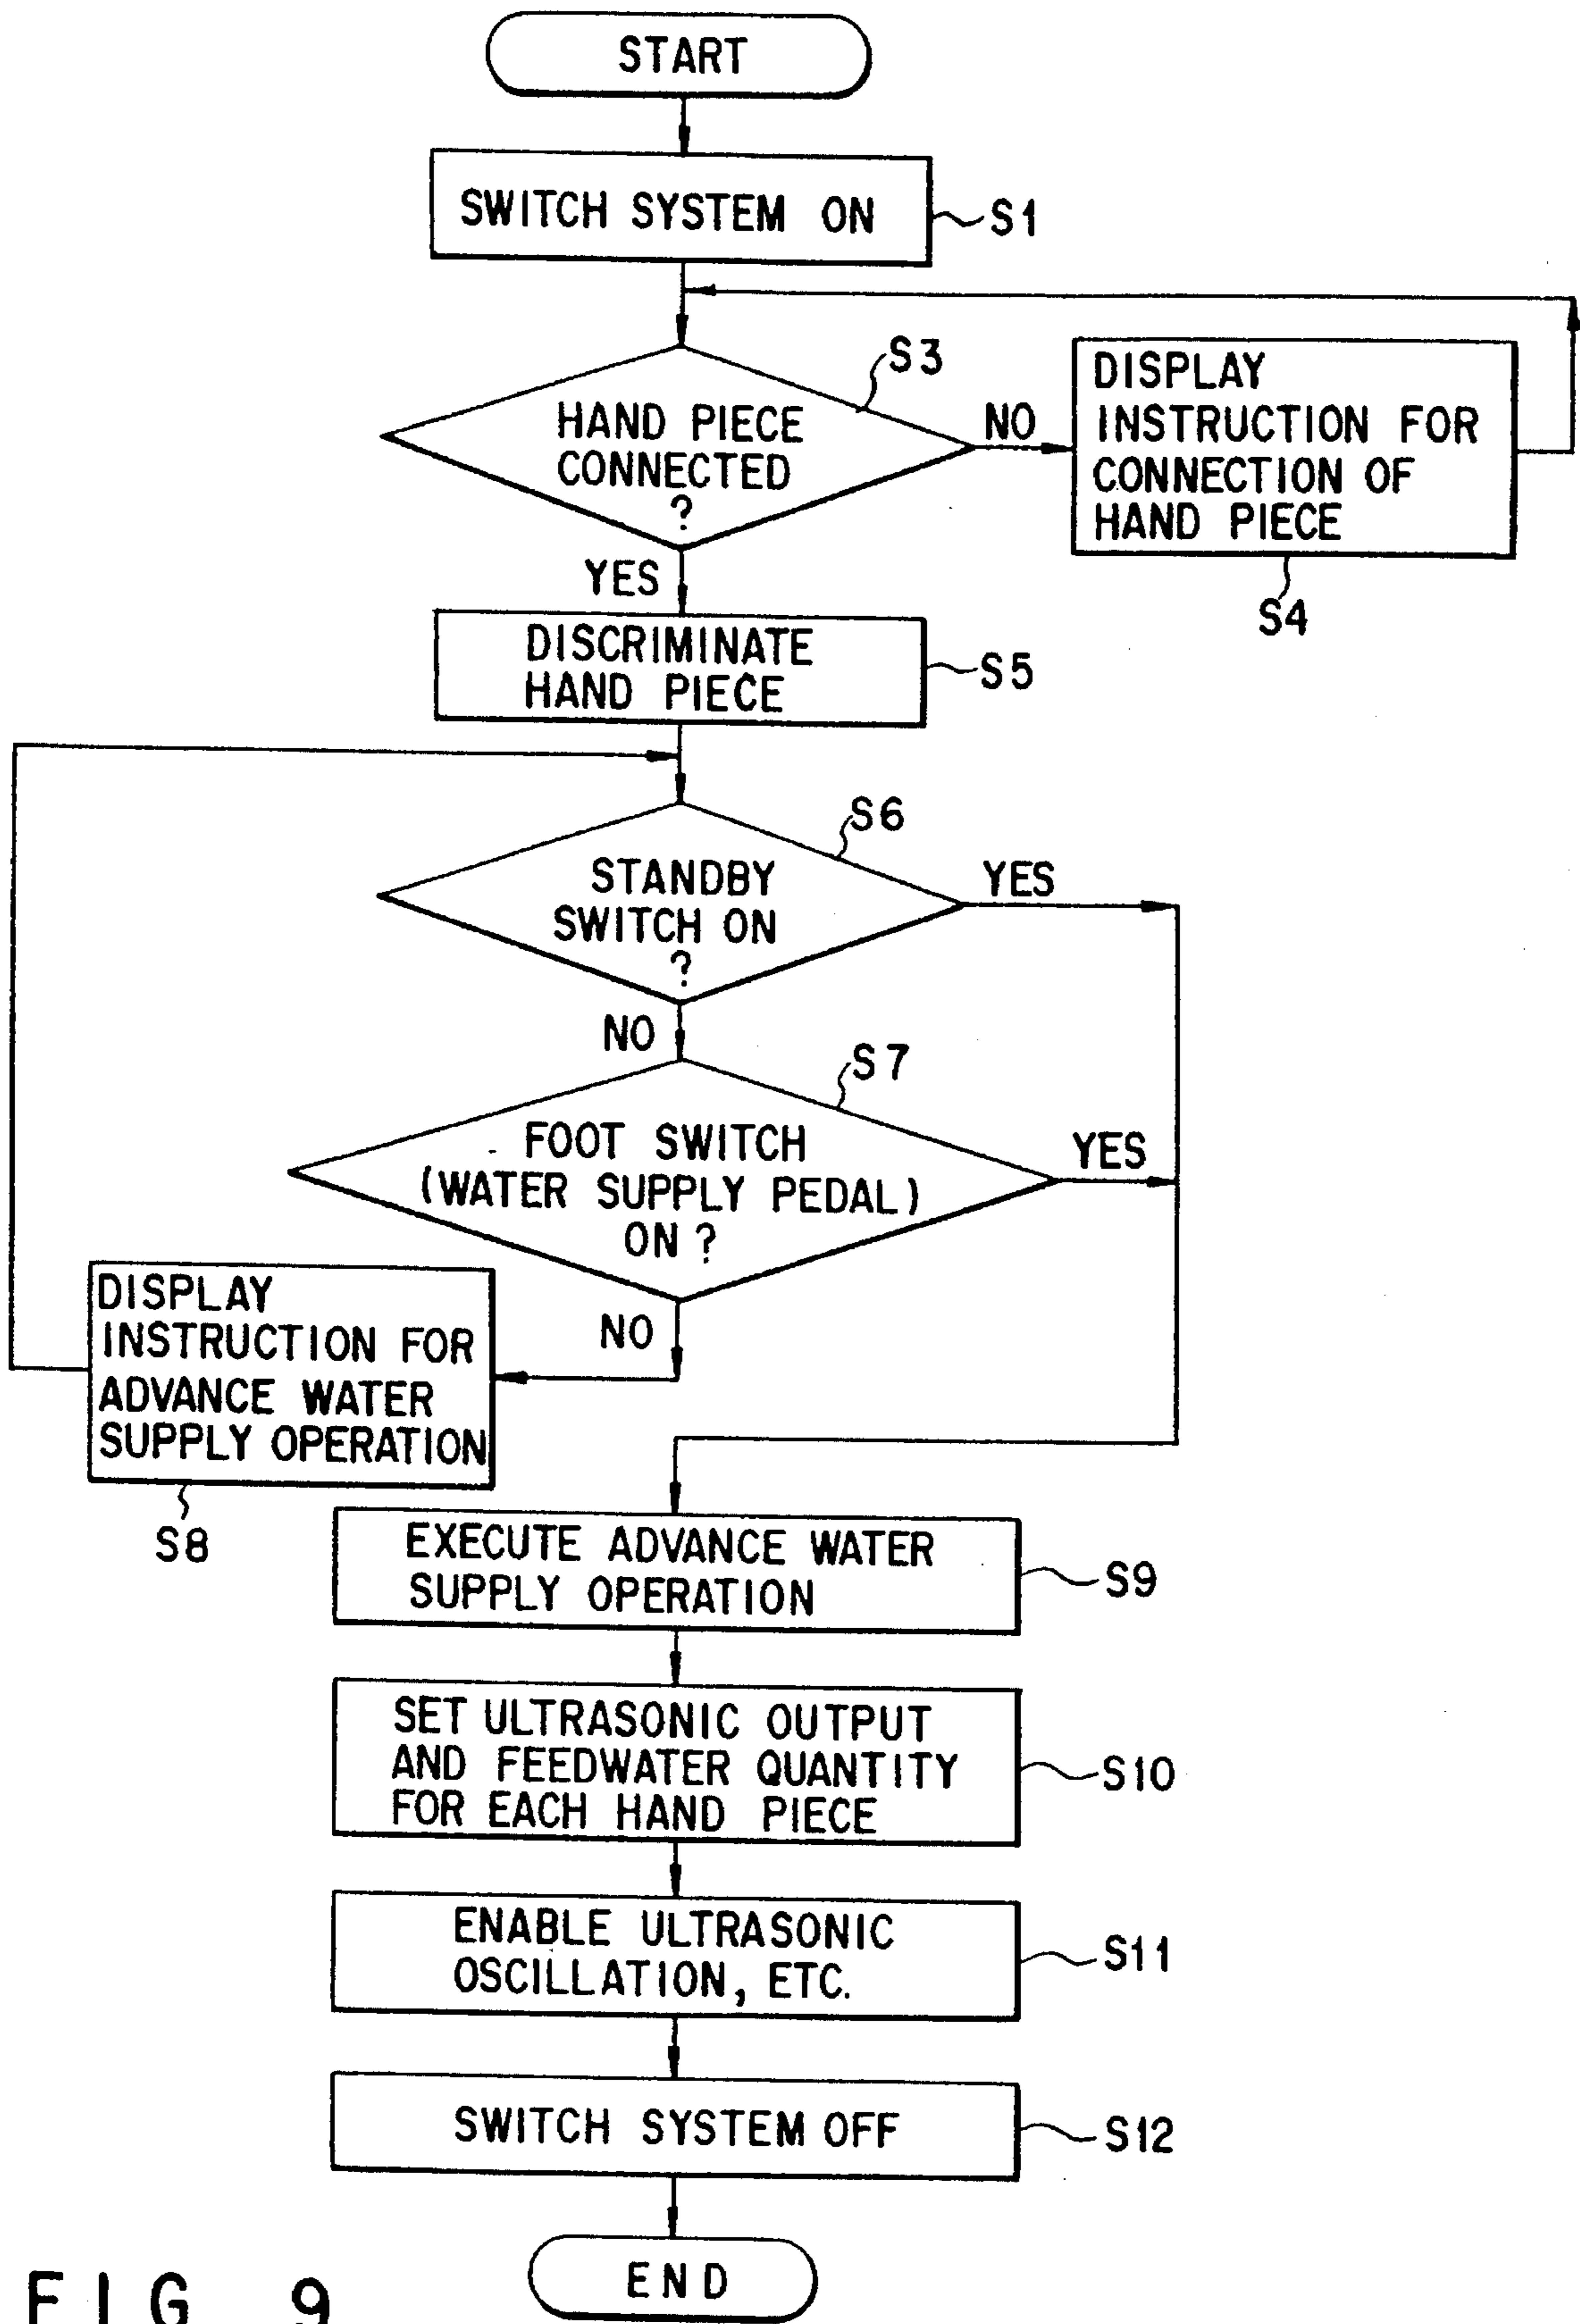 START
SWITCH SYSTEM ON
S1
S3
HAND PIECE
CONNECTED
?
NO
DISPLAY
INSTRUCTION FOR
CONNECTION OF
HAND PIECE
S4
YES
DISCRIMINATE
HAND PIECE
S5
S6
STANDBY
SWITCH ON
?
YES
NO
S7
FOOT SWITCH
(WATER SUPPLY PEDAL)
ON ?
YES
NO
DISPLAY
INSTRUCTION FOR
ADVANCE WATER
SUPPLY OPERATION
S8
EXECUTE ADVANCE WATER
SUPPLY OPERATION
S9
SET ULTRASONIC OUTPUT
AND FEEDWATER QUANTITY
FOR EACH HAND PIECE
S10
ENABLE ULTRASONIC
OSCILLATION, ETC.
S11
SWITCH SYSTEM OFF
S12
END
FIG 9